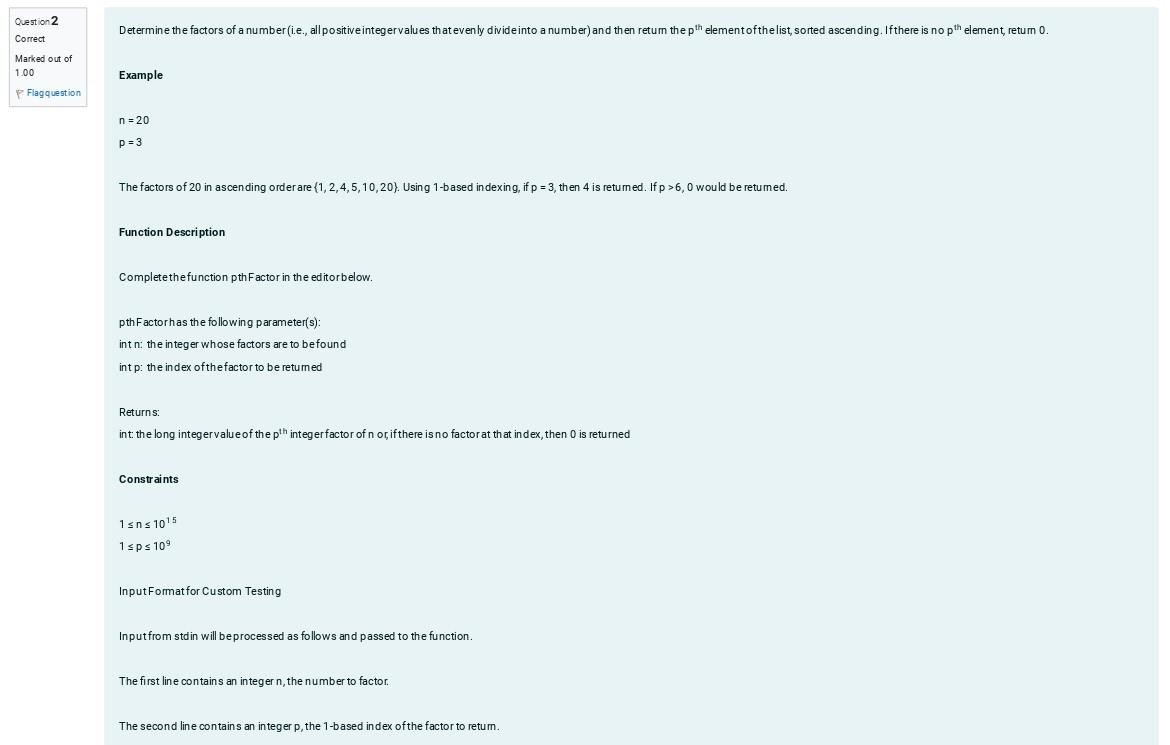 Question 2
Correct
Marked out of
1.00
Flag question
Determine the factors of a number (i.e., all positive integer values that evenly divide into a number) and then return the pth element of the list, sorted ascending. If there is no pth element, return 0.
Example
n = 20
p = 3
The factors of 20 in ascending order are {1, 2, 4, 5, 10, 20}. Using 1-based indexing, if p = 3, then 4 is returned. If p > 6, 0 would be returned.
Function Description
Complete the function pthFactor in the editor below.
pthFactor has the following parameter(s):
int n: the integer whose factors are to be found
int p: the index of the factor to be returned
Returns:
int: the long integer value of the pth integer factor of n or, if there is no factor at that index, then 0 is returned
Constraints
1 ≤ n ≤ 10^15
1 ≤ p ≤ 10^9
Input Format for Custom Testing
Input from stdin will be processed as follows and passed to the function.
The first line contains an integer n, the number to factor.
The second line contains an integer p, the 1-based index of the factor to return.